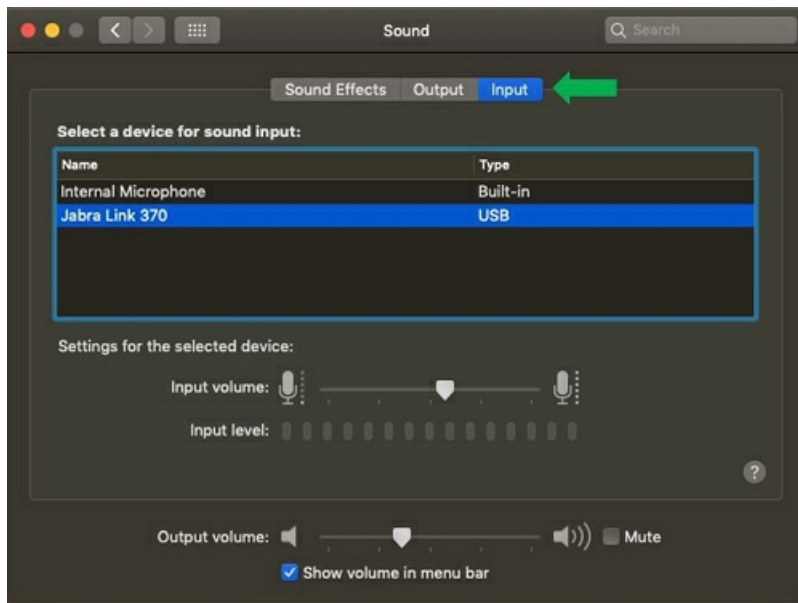 Sound
Search
Sound Effects Output Input
Select a device for sound input:
Name Type
Internal Microphone Built-in
Jabra Link 370 USB
Settings for the selected device:
Input volume:
Input level:
?
Output volume: Mute
Show volume in menu bar